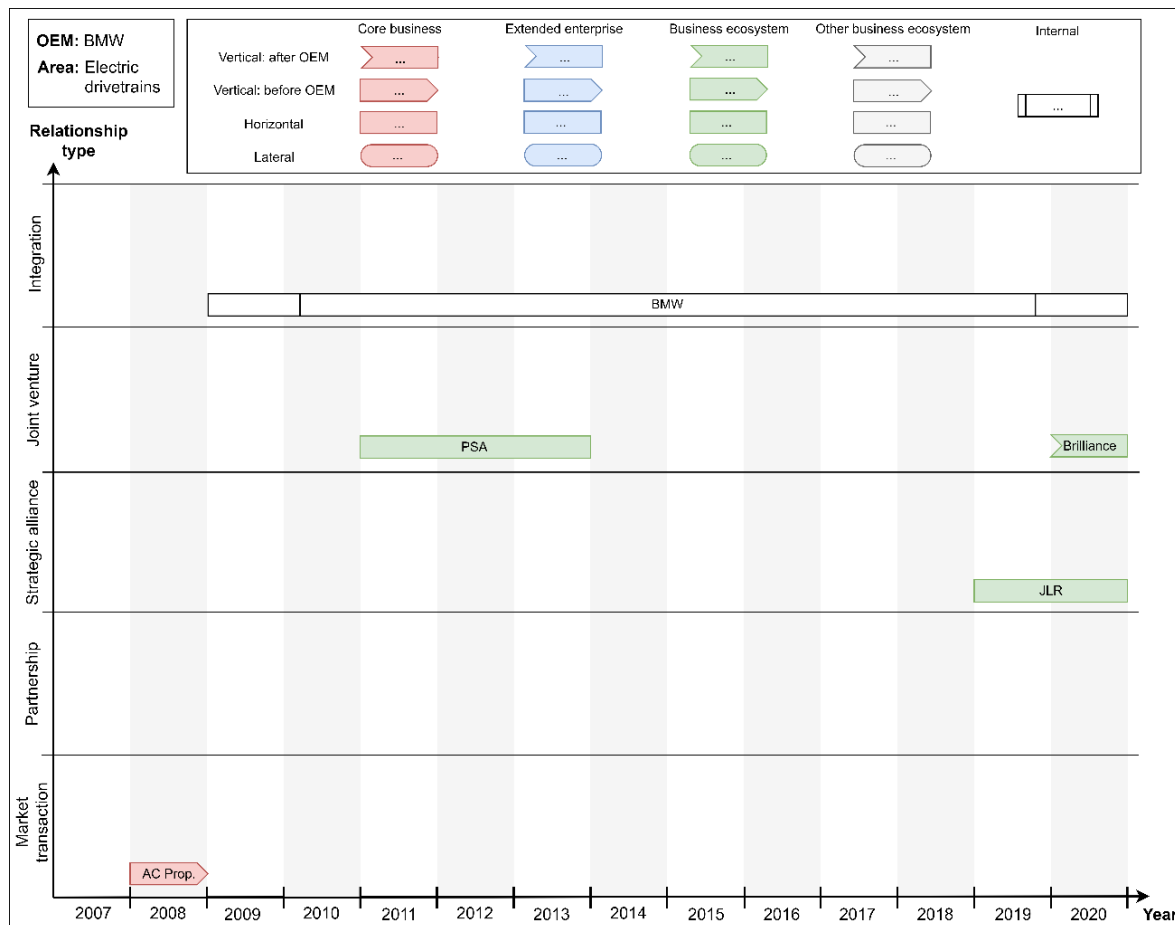 OEM: BMW
Area: Electric
drivetrains
Core business
Extended enterprise
Business ecosystem
Other business ecosystem
Internal
Vertical: after OEM
...
...
...
...
Vertical: before OEM
...
...
...
...
...
Horizontal
...
...
...
...
Lateral
...
...
...
...
Relationship
type
Integration
BMW
Joint venture
PSA
Brilliance
Strategic alliance
JLR
Partnership
Market
transaction
AC Prop.
2007
2008
2009
2010
2011
2012
2013
2014
2015
2016
2017
2018
2019
2020
Year